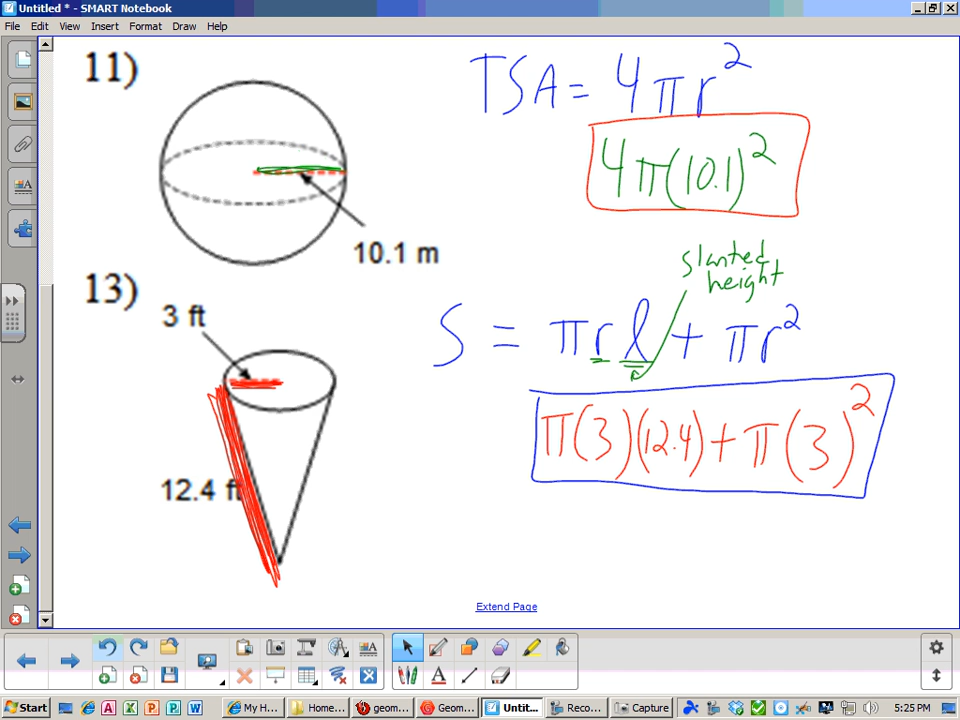 Untitled * - SMART Notebook
File Edit View Insert Format Draw Help
11)
TSA = 4πr²
4π(10.1)²
10.1 m
slanted
height
13)
3 ft
S = πrl + πr²
π(3)(12.4) + π(3)²
12.4 ft
Extend Page
Start
My H...
Home...
geom...
Geom...
Untit...
Reco...
Capture
5:25 PM